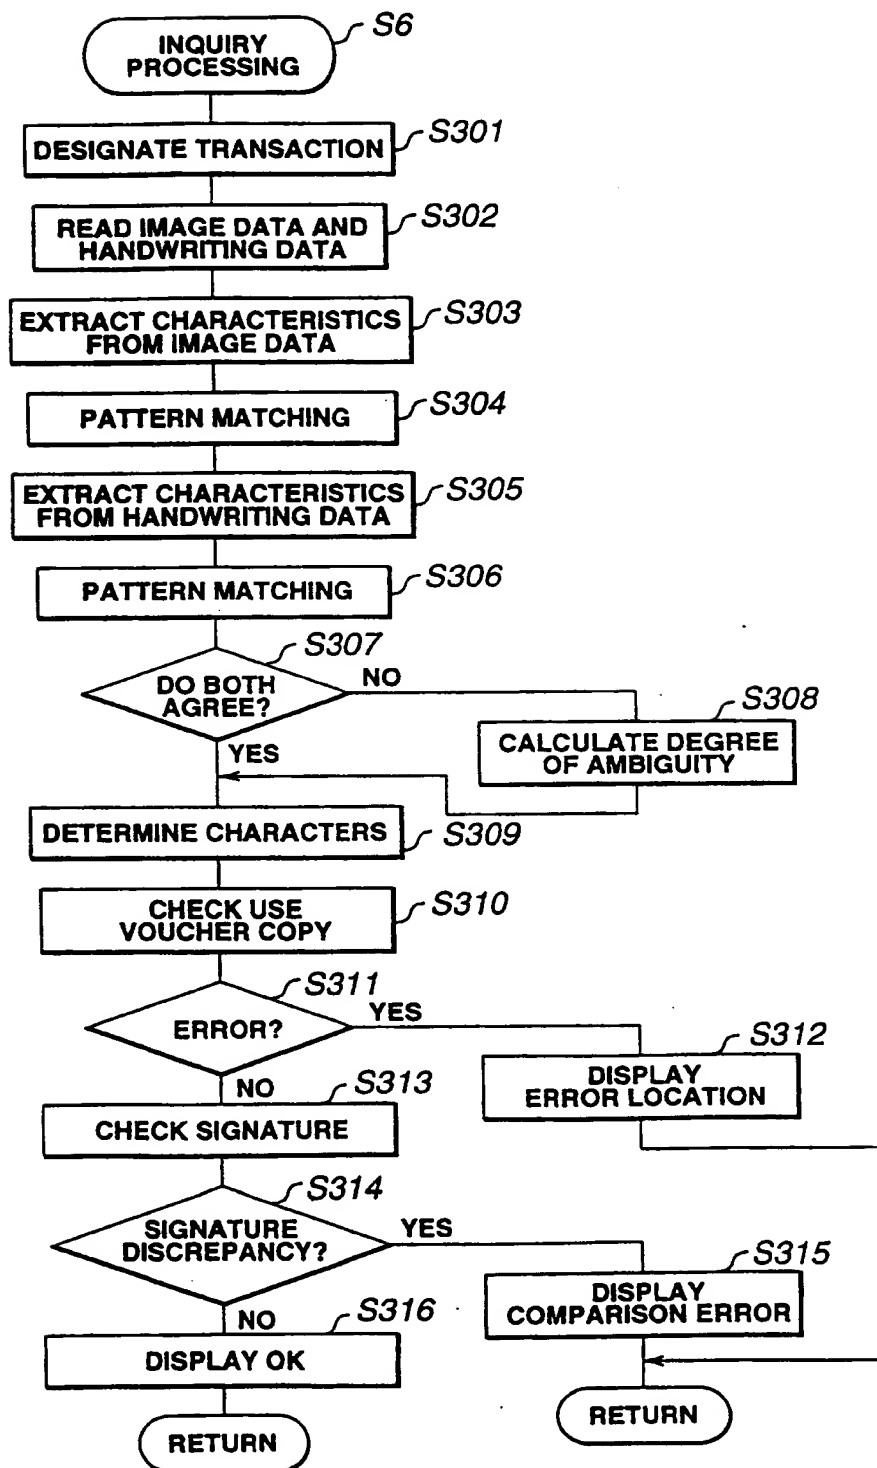 S6
INQUIRY
PROCESSING
S301
DESIGNATE TRANSACTION
S302
READ IMAGE DATA AND
HANDWRITING DATA
S303
EXTRACT CHARACTERISTICS
FROM IMAGE DATA
S304
PATTERN MATCHING
S305
EXTRACT CHARACTERISTICS
FROM HANDWRITING DATA
S306
PATTERN MATCHING
S307
DO BOTH
AGREE?
NO
S308
CALCULATE DEGREE
OF AMBIGUITY
YES
DETERMINE CHARACTERS
S309
S310
CHECK USE
VOUCHER COPY
S311
ERROR?
YES
S312
DISPLAY
ERROR LOCATION
NO
S313
CHECK SIGNATURE
S314
SIGNATURE
DISCREPANCY?
YES
S315
DISPLAY
COMPARISON ERROR
NO
S316
DISPLAY OK
RETURN
RETURN